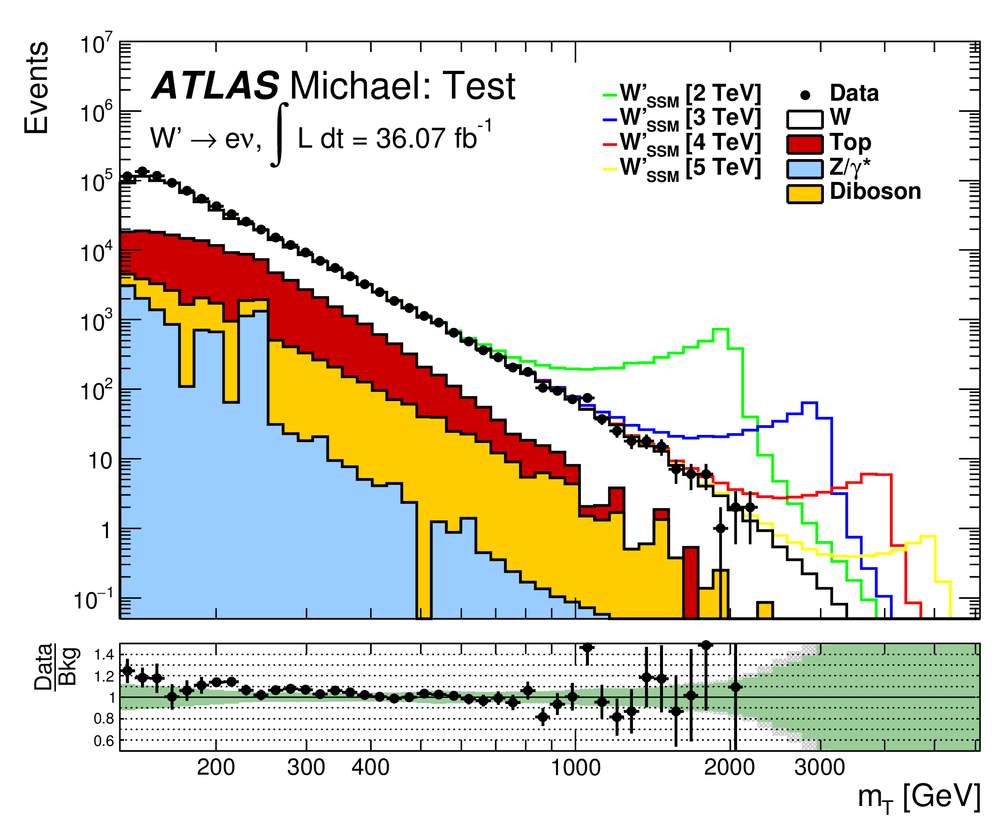 Events
10⁷
10⁶
10⁵
10⁴
10³
10²
10
1
10⁻¹
ATLAS Michael: Test
W' → eν, ∫ L dt = 36.07 fb⁻¹
W'SSM [2 TeV]
W'SSM [3 TeV]
W'SSM [4 TeV]
W'SSM [5 TeV]
Data
W
Top
Z/γ*
Diboson
Data
Bkg
1.4
1.2
1
0.8
0.6
200 300 400 1000 2000 3000
mT [GeV]